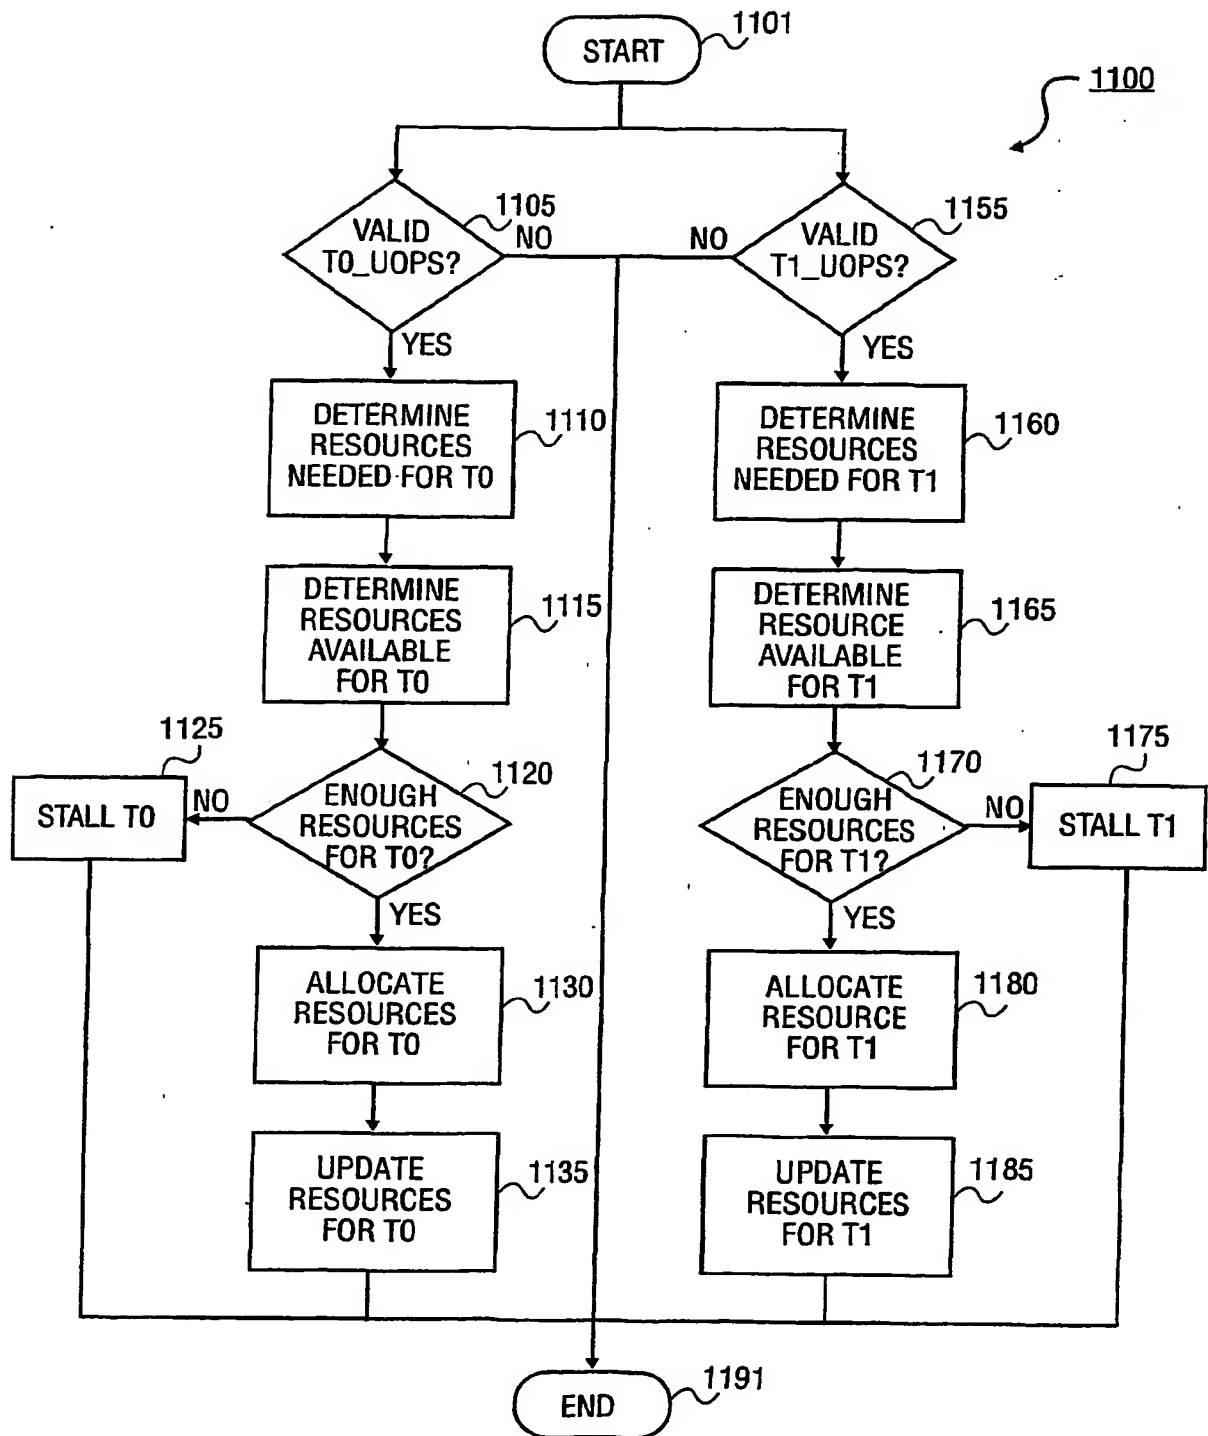 START
1101
1100
VALID
T0_UOPS?
1105
NO
NO
VALID
T1_UOPS?
1155
YES
YES
DETERMINE
RESOURCES
NEEDED FOR T0
1110
DETERMINE
RESOURCES
NEEDED FOR T1
1160
DETERMINE
RESOURCES
AVAILABLE
FOR T0
1115
DETERMINE
RESOURCE
AVAILABLE
FOR T1
1165
1125
STALL T0
NO
ENOUGH
RESOURCES
FOR T0?
1120
ENOUGH
RESOURCES
FOR T1?
1170
NO
1175
STALL T1
YES
YES
ALLOCATE
RESOURCES
FOR T0
1130
ALLOCATE
RESOURCE
FOR T1
1180
UPDATE
RESOURCES
FOR T0
1135
UPDATE
RESOURCES
FOR T1
1185
END
1191